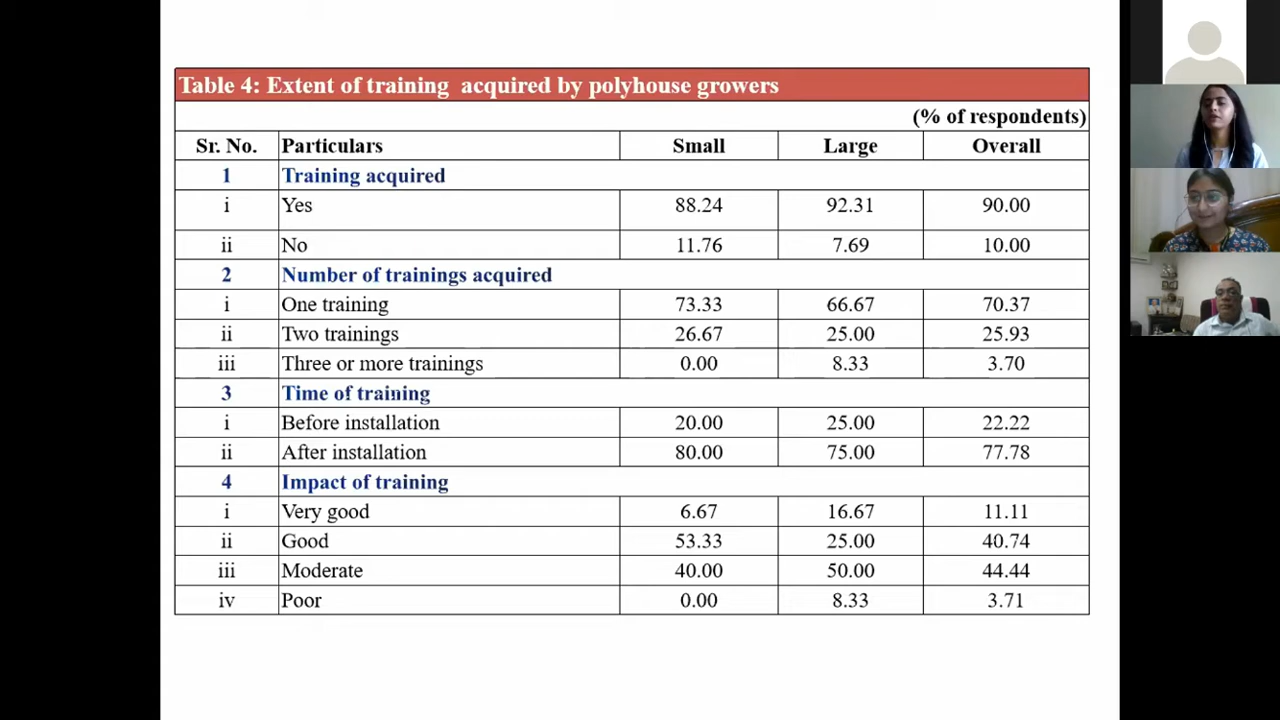 Table 4: Extent of training acquired by polyhouse growers
(% of respondents)
Sr. No. Particulars Small Large Overall
1 Training acquired
i Yes 88.24 92.31 90.00
ii No 11.76 7.69 10.00
2 Number of trainings acquired
i One training 73.33 66.67 70.37
ii Two trainings 26.67 25.00 25.93
iii Three or more trainings 0.00 8.33 3.70
3 Time of training
i Before installation 20.00 25.00 22.22
ii After installation 80.00 75.00 77.78
4 Impact of training
i Very good 6.67 16.67 11.11
ii Good 53.33 25.00 40.74
iii Moderate 40.00 50.00 44.44
iv Poor 0.00 8.33 3.71